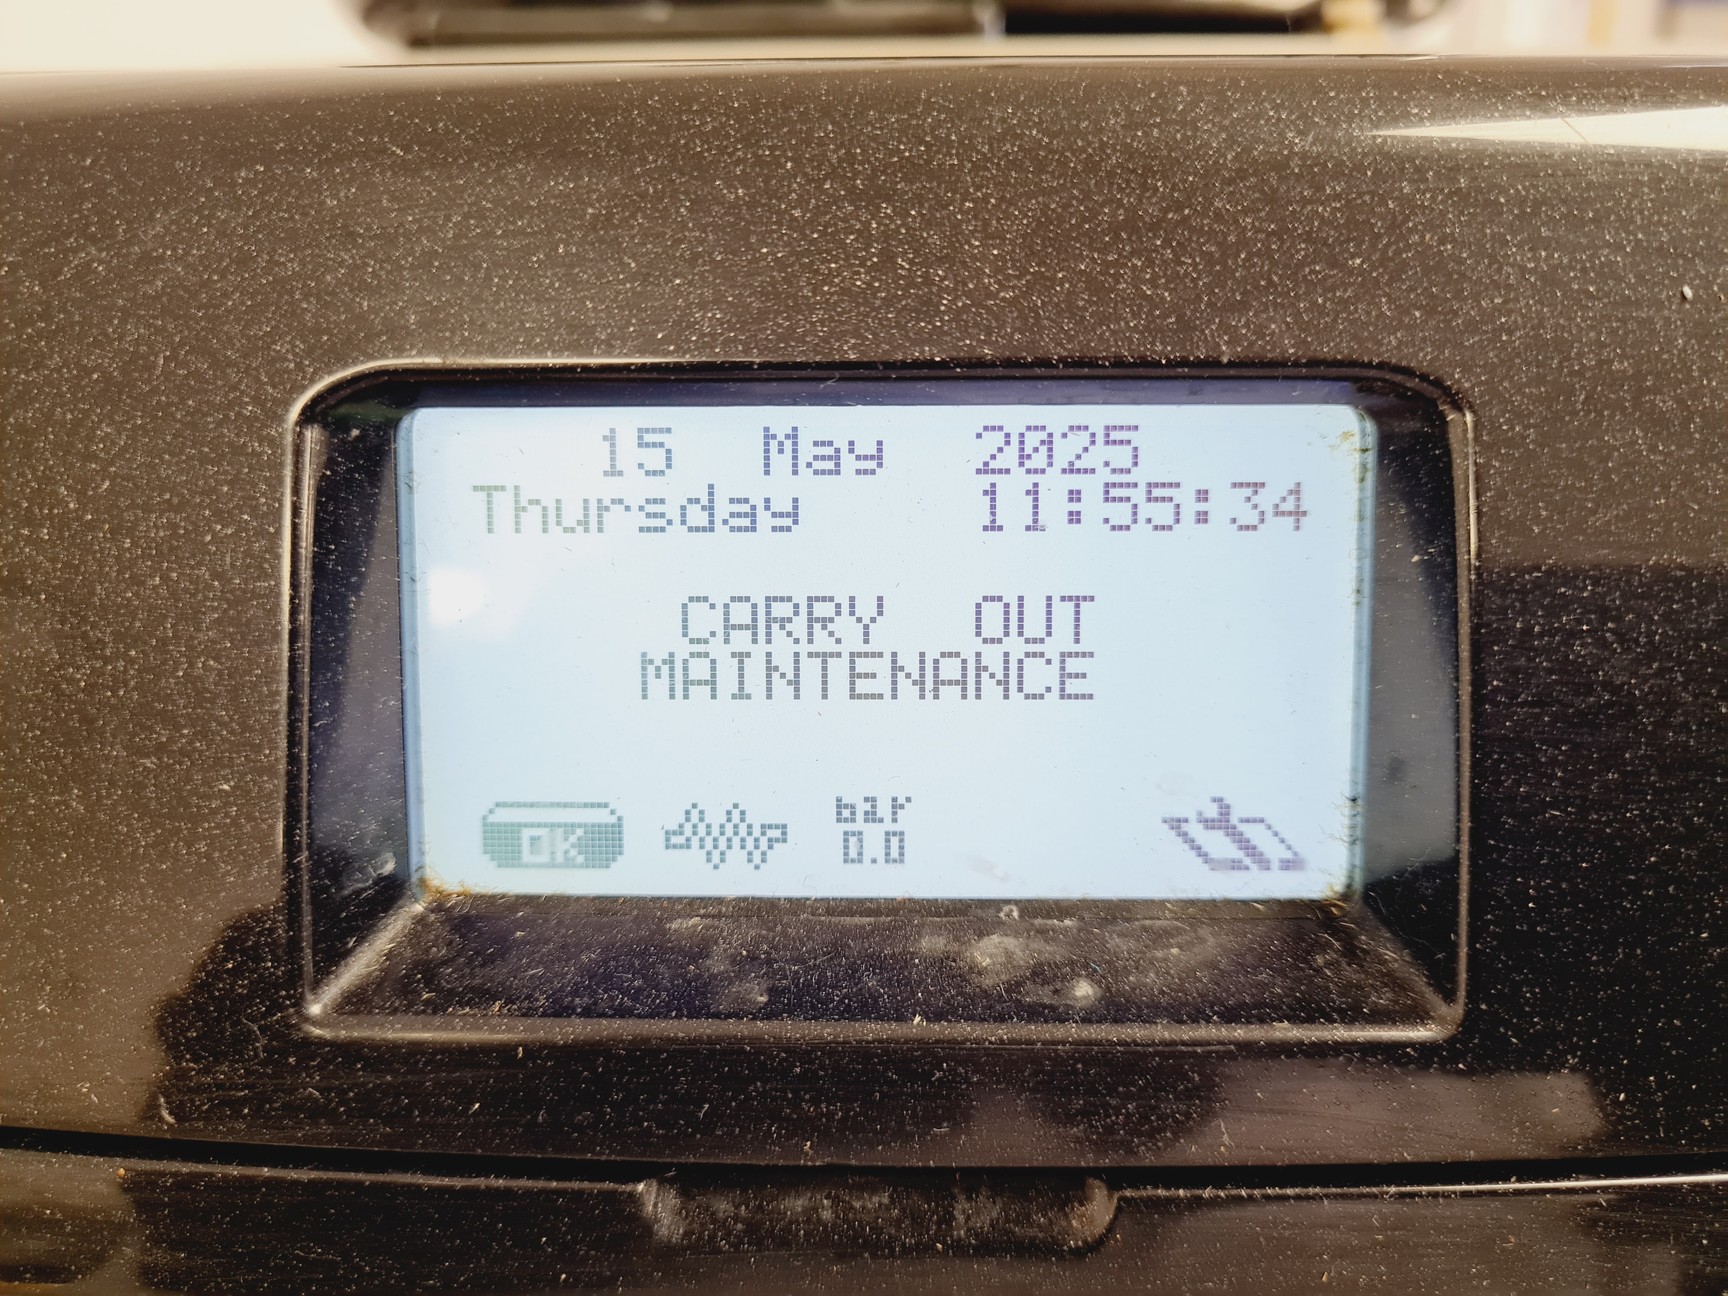 15 May 2025
Thursday 11:55:34
CARRY OUT
MAINTENANCE
OK
bar
0.0